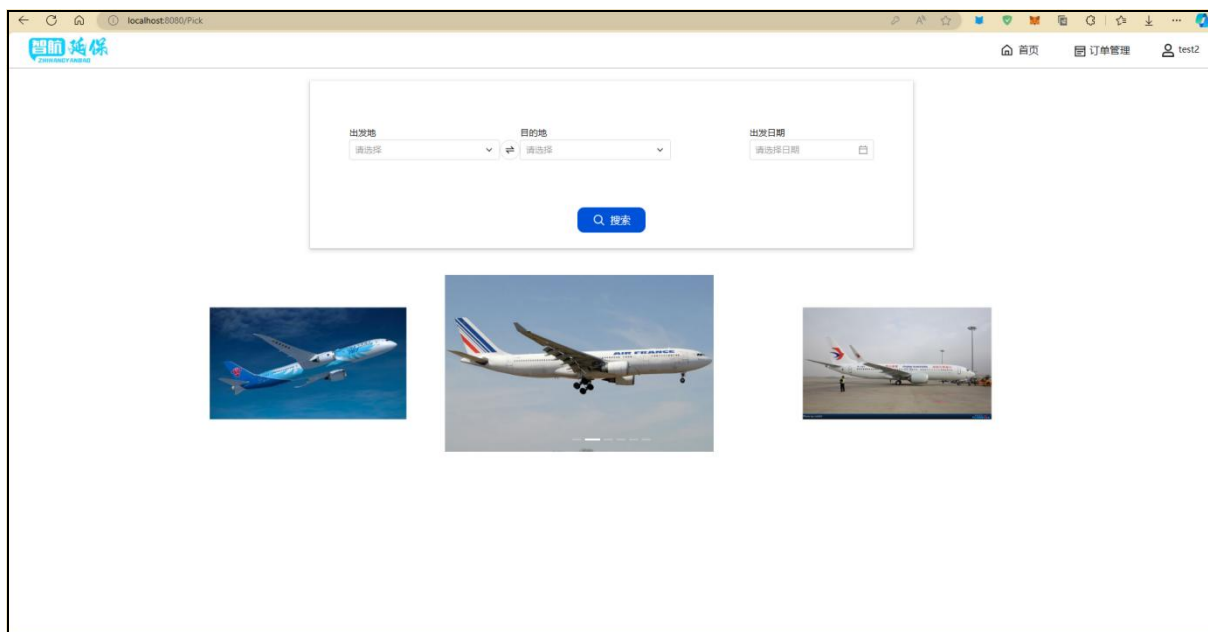 localhost:8080/Pick
智航延保
ZHIHANGYANBAO
首页
订单管理
test2
出发地
目的地
出发日期
请选择
请选择
请选择日期
搜索
AIR FRANCE